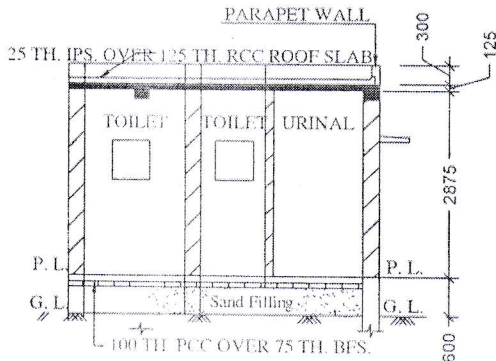 PARAPET WALL
25 TH. IPS. OVER 125 TH. RCC ROOF SLAB
300
125
TOILET TOILET URINAL
2875
P. L. P. L.
G. L. Sand Filling G. L.
600
100 TH. PCC OVER 75 TH. BFS.